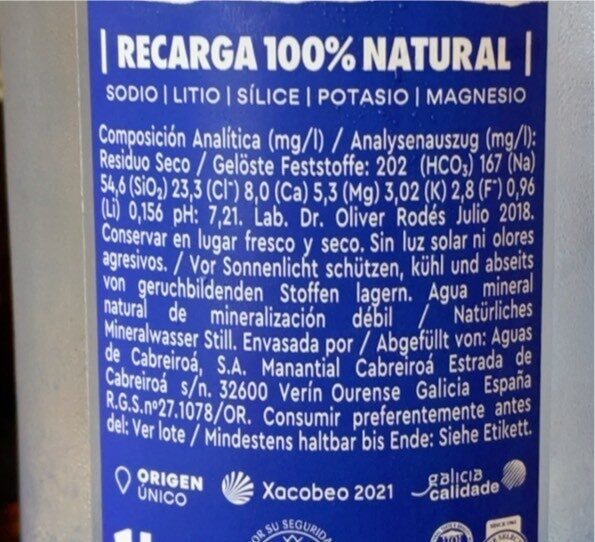 | RECARGA 100% NATURAL |
SODIO | LITIO | SÍLICE | POTASIO | MAGNESIO
Composición Analítica (mg/l) / Analysenauszug (mg/l):
Residuo Seco / Gelöste Feststoffe: 202 (HCO₃) 167 (Na)
54,6 (SiO₂) 23,3 (Cl⁻) 8,0 (Ca) 5,3 (Mg) 3,02 (K) 2,8 (F⁻) 0,96
(Li) 0,156 pH: 7,21. Lab. Dr. Oliver Rodés Julio 2018.
Conservar en lugar fresco y seco. Sin luz solar ni olores
agresivos. / Vor Sonnenlicht schützen, kühl und abseits
von geruchbildenden Stoffen lagern. Agua mineral
natural de mineralización débil / Natürliches
Mineralwasser Still. Envasada por / Abgefüllt von: Aguas
de Cabreiroá, S.A. Manantial Cabreiroá Estrada de
Cabreiroá s/n. 32600 Verín Ourense Galicia España
R.G.S.nº27.1078/OR. Consumir preferentemente antes
del: Ver lote / Mindestens haltbar bis Ende: Siehe Etikett.
ORIGEN
ÚNICO
Xacobeo 2021
galicia
calidade
OR SU SEGURIDA
SINCE 1961